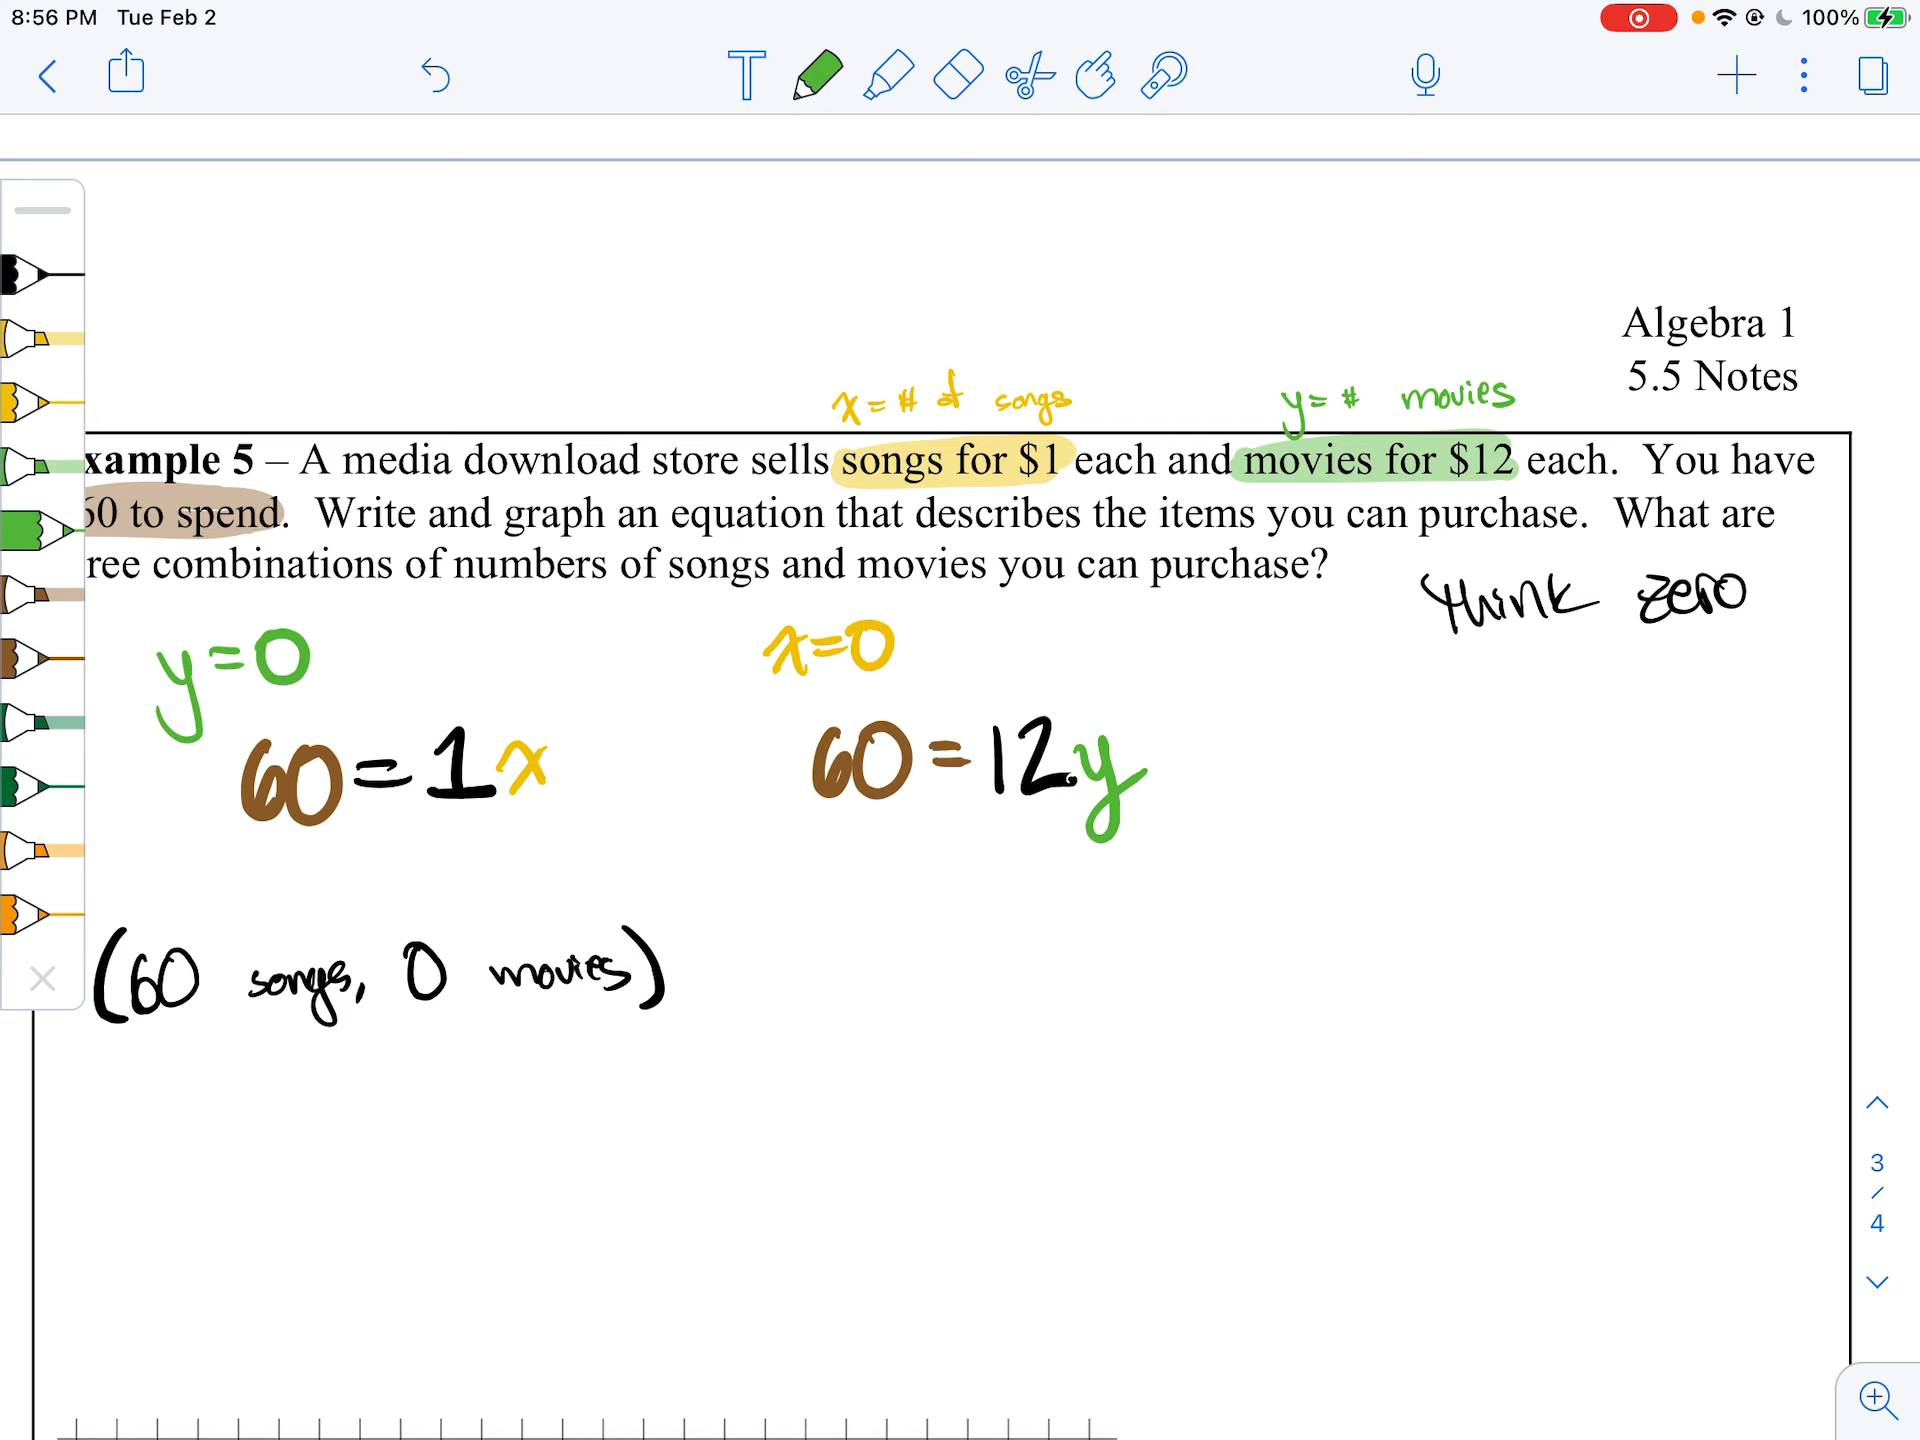 8:56 PM Tue Feb 2
100%
T
Algebra 1
5.5 Notes
x = # of songs
y = # movies
xample 5 – A media download store sells songs for $1 each and movies for $12 each. You have
60 to spend. Write and graph an equation that describes the items you can purchase. What are
ree combinations of numbers of songs and movies you can purchase?
think zero
y=0
x=0
60=1x
60=12y
(60 songs, 0 movies)
3
/
4